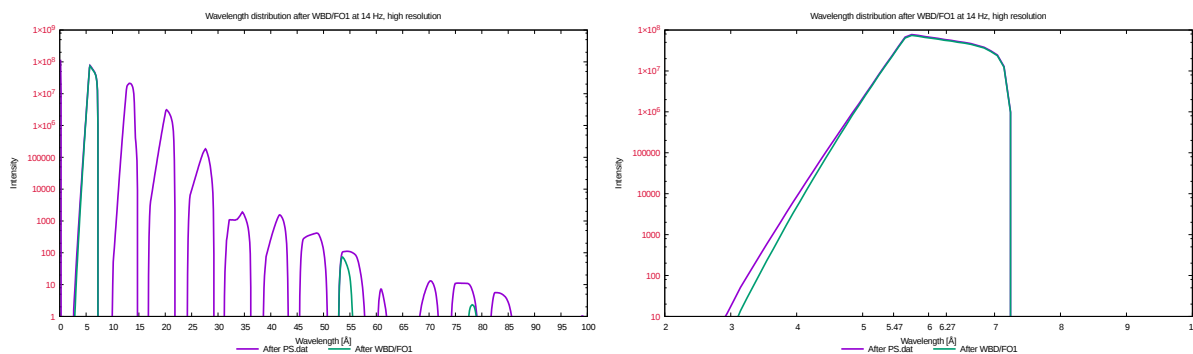 Wavelength distribution after WBD/FO1 at 14 Hz, high resolution
Intensity
1×10⁹
1×10⁸
1×10⁷
1×10⁶
100000
10000
1000
100
10
1
0 5 10 15 20 25 30 35 40 45 50 55 60 65 70 75 80 85 90 95 100
Wavelength [Å]
After PS.dat After WBD/FO1
Wavelength distribution after WBD/FO1 at 14 Hz, high resolution
Intensity
1×10⁸
1×10⁷
1×10⁶
100000
10000
1000
100
10
2 3 4 5 5.47 6 6.27 7 8 9 1
Wavelength [Å]
After PS.dat After WBD/FO1